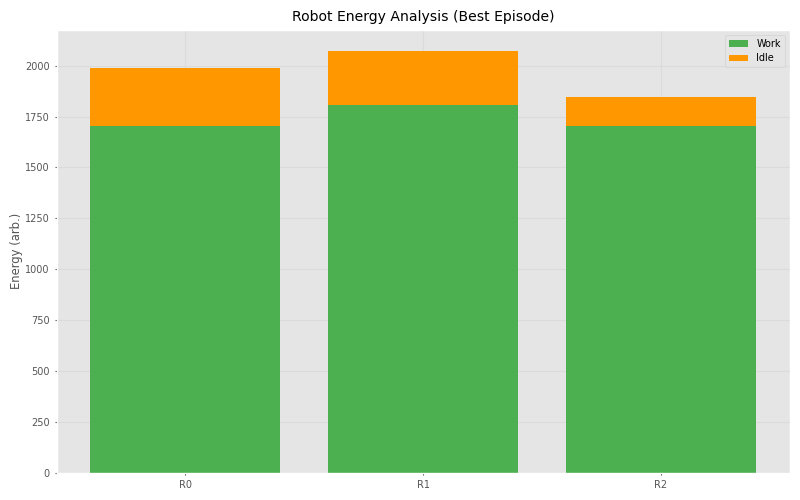 Robot Energy Analysis (Best Episode)
Work
Idle
Energy (arb.)
2000
1750
1500
1250
1000
750
500
250
0
R0
R1
R2